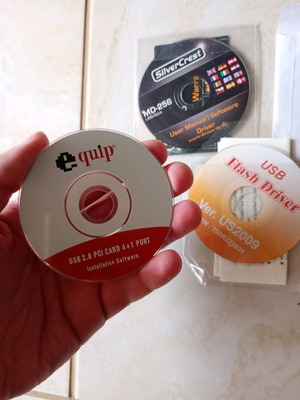 SilverCrest
MD-256
User Manual / Software
Driver
equip
USB 2.0 PCI CARD 4+1 PORT
Installation Software
USB
Flash Driver
Ver. US2009